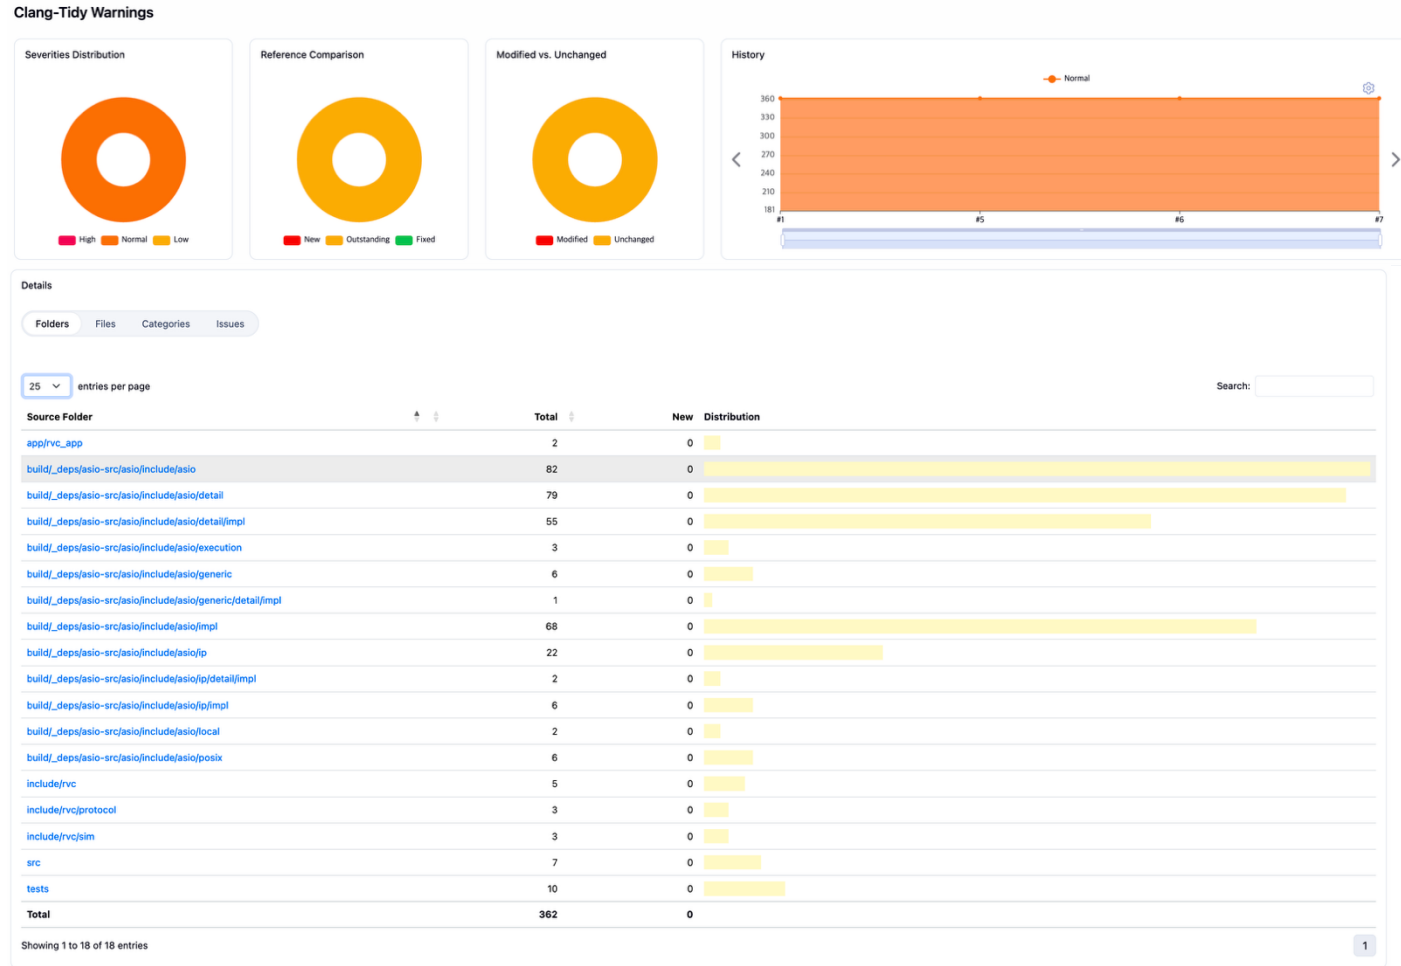 Clang-Tidy Warnings
Severities Distribution
High Normal Low
Reference Comparison
New Outstanding Fixed
Modified vs. Unchanged
Modified Unchanged
History
Normal
360
330
300
270
240
210
181
#1 #5 #6 #7
Details
Folders Files Categories Issues
25 entries per page
Search:
Source Folder Total New Distribution
app/rvc_app 2 0
build/_deps/asio-src/asio/include/asio 82 0
build/_deps/asio-src/asio/include/asio/detail 79 0
build/_deps/asio-src/asio/include/asio/detail/impl 55 0
build/_deps/asio-src/asio/include/asio/execution 3 0
build/_deps/asio-src/asio/include/asio/generic 6 0
build/_deps/asio-src/asio/include/asio/generic/detail/impl 1 0
build/_deps/asio-src/asio/include/asio/impl 68 0
build/_deps/asio-src/asio/include/asio/ip 22 0
build/_deps/asio-src/asio/include/asio/ip/detail/impl 2 0
build/_deps/asio-src/asio/include/asio/ip/impl 6 0
build/_deps/asio-src/asio/include/asio/local 2 0
build/_deps/asio-src/asio/include/asio/posix 6 0
include/rvc 5 0
include/rvc/protocol 3 0
include/rvc/sim 3 0
src 7 0
tests 10 0
Total 362 0
Showing 1 to 18 of 18 entries
1